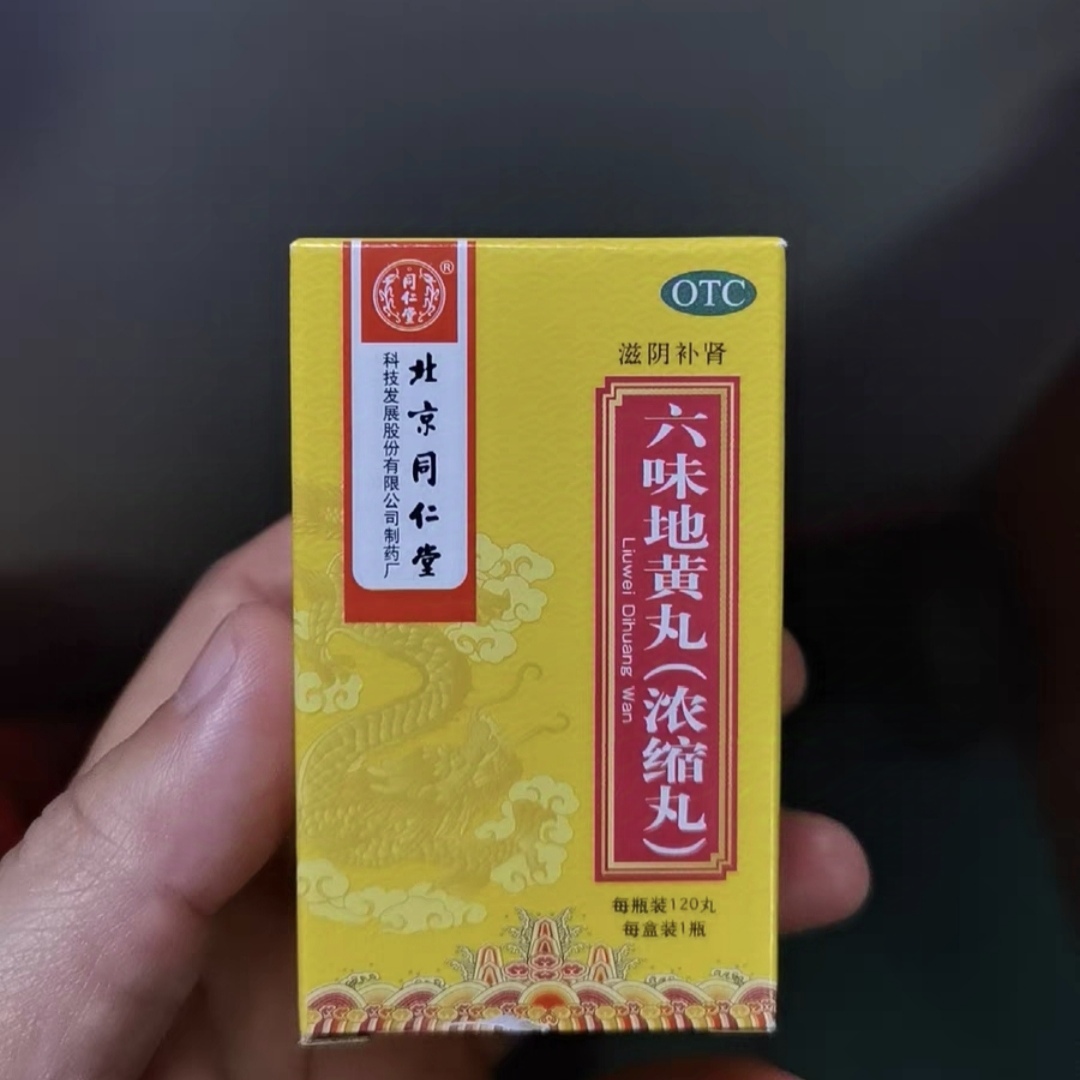 同仁堂
®
北京同仁堂
科技发展股份有限公司制药厂
OTC
滋阴补肾
六味地黄丸(浓缩丸)
Liuwei Dihuang Wan
每瓶装120丸
每盒装1瓶